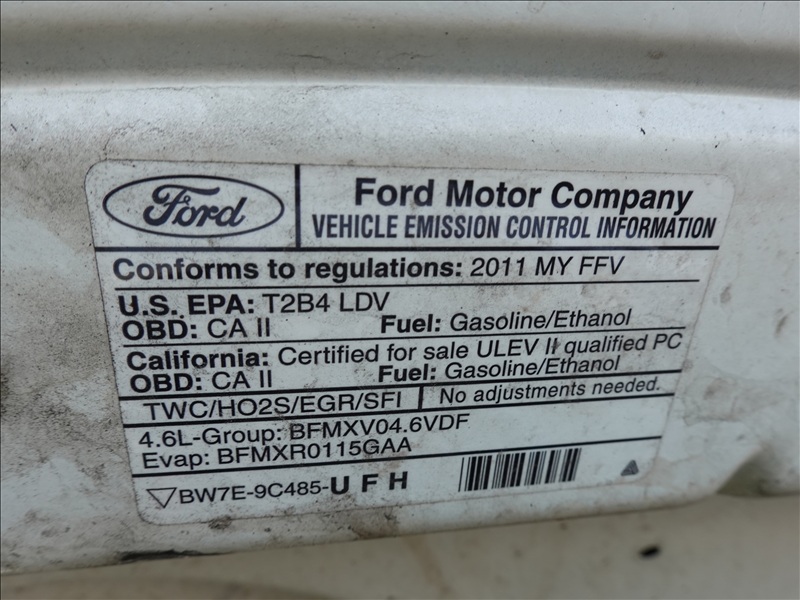 Ford
Ford Motor Company
VEHICLE EMISSION CONTROL INFORMATION
Conforms to regulations: 2011 MY FFV
U.S. EPA: T2B4 LDV
OBD: CA II Fuel: Gasoline/Ethanol
California: Certified for sale ULEV II qualified PC
OBD: CA II Fuel: Gasoline/Ethanol
TWC/HO2S/EGR/SFI No adjustments needed.
4.6L-Group: BFMXV04.6VDF
Evap: BFMXR0115GAA
BW7E-9C485-UFH